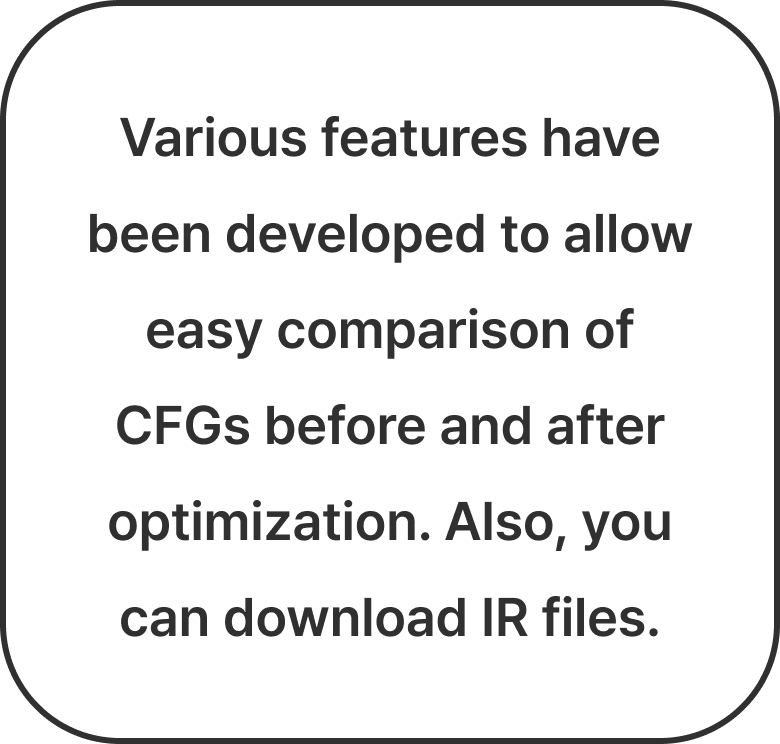 Various features have
been developed to allow
easy comparison of
CFGs before and after
optimization. Also, you
can download IR files.